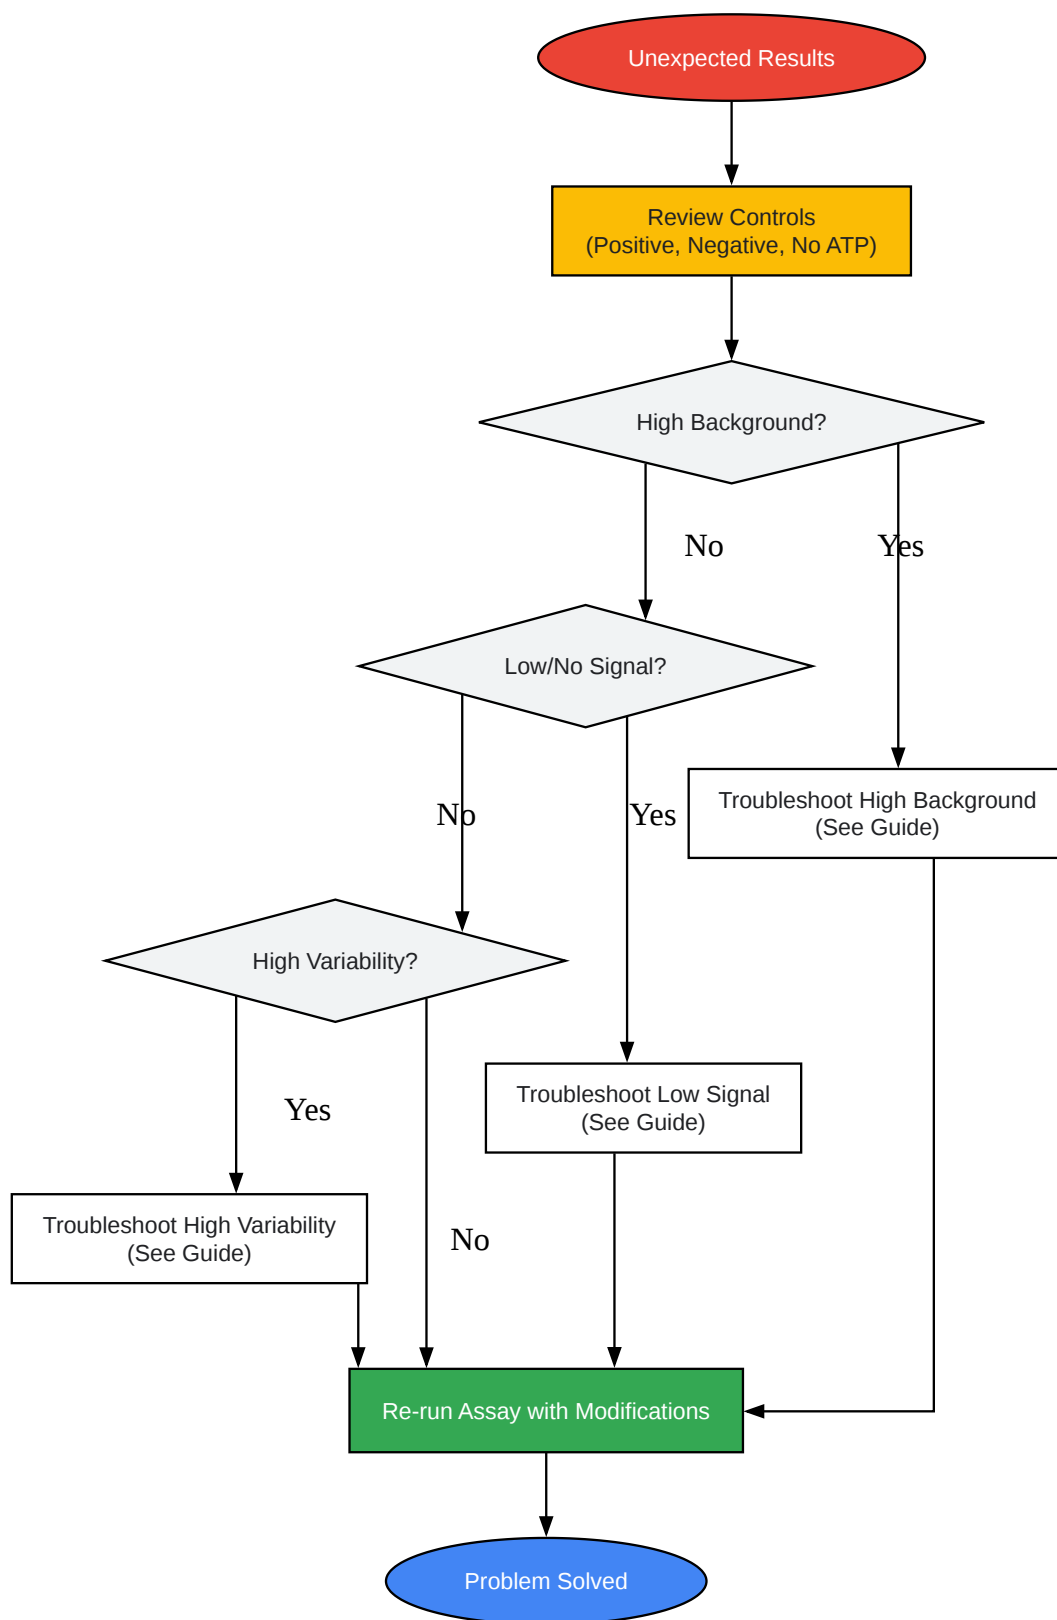 Unexpected Results
Review Controls
(Positive, Negative, No ATP)
High Background?
No
Yes
Low/No Signal?
Troubleshoot High Background
(See Guide)
No
Yes
High Variability?
Troubleshoot Low Signal
(See Guide)
Yes
Troubleshoot High Variability
(See Guide)
No
Re-run Assay with Modifications
Problem Solved